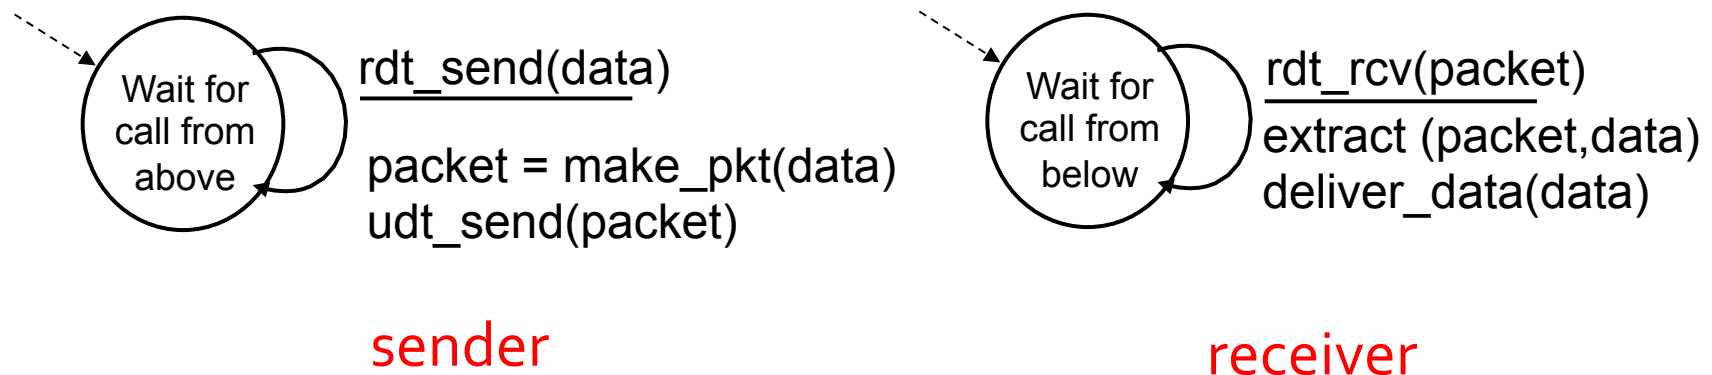 Wait for
call from
above
rdt_send(data)
packet = make_pkt(data)
udt_send(packet)
sender
Wait for
call from
below
rdt_rcv(packet)
extract (packet,data)
deliver_data(data)
receiver